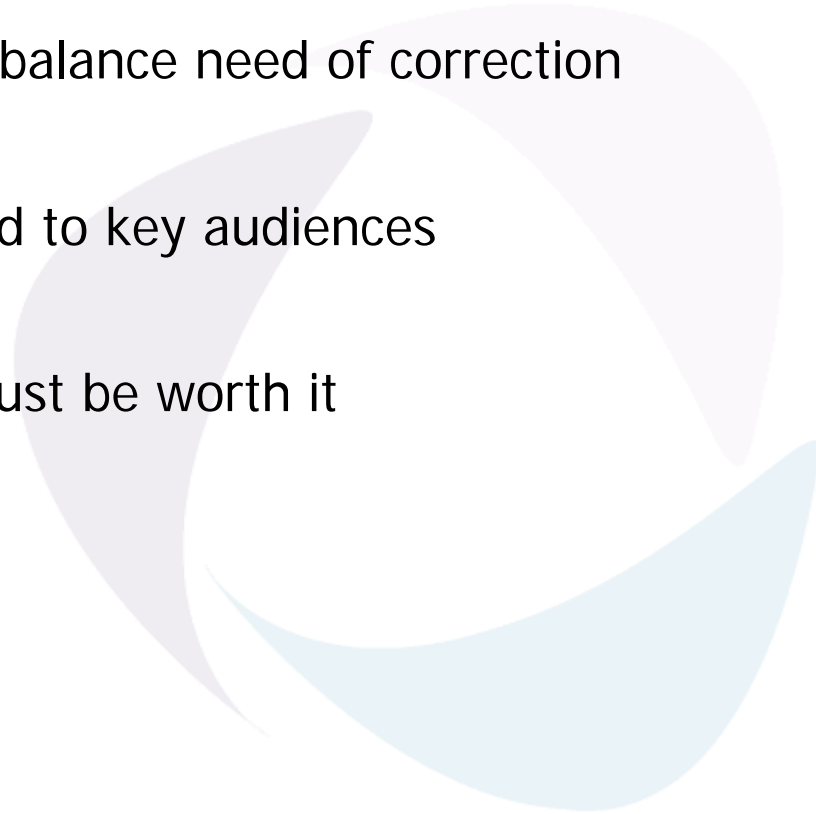 balance need of correction
d to key audiences
ust be worth it